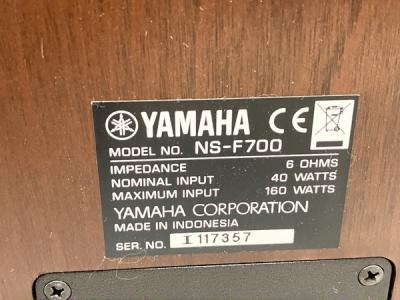 YAMAHA CE
MODEL NO. NS-F700
IMPEDANCE 6 OHMS
NOMINAL INPUT 40 WATTS
MAXIMUM INPUT 160 WATTS
YAMAHA CORPORATION
MADE IN INDONESIA
SER. NO. I 117357